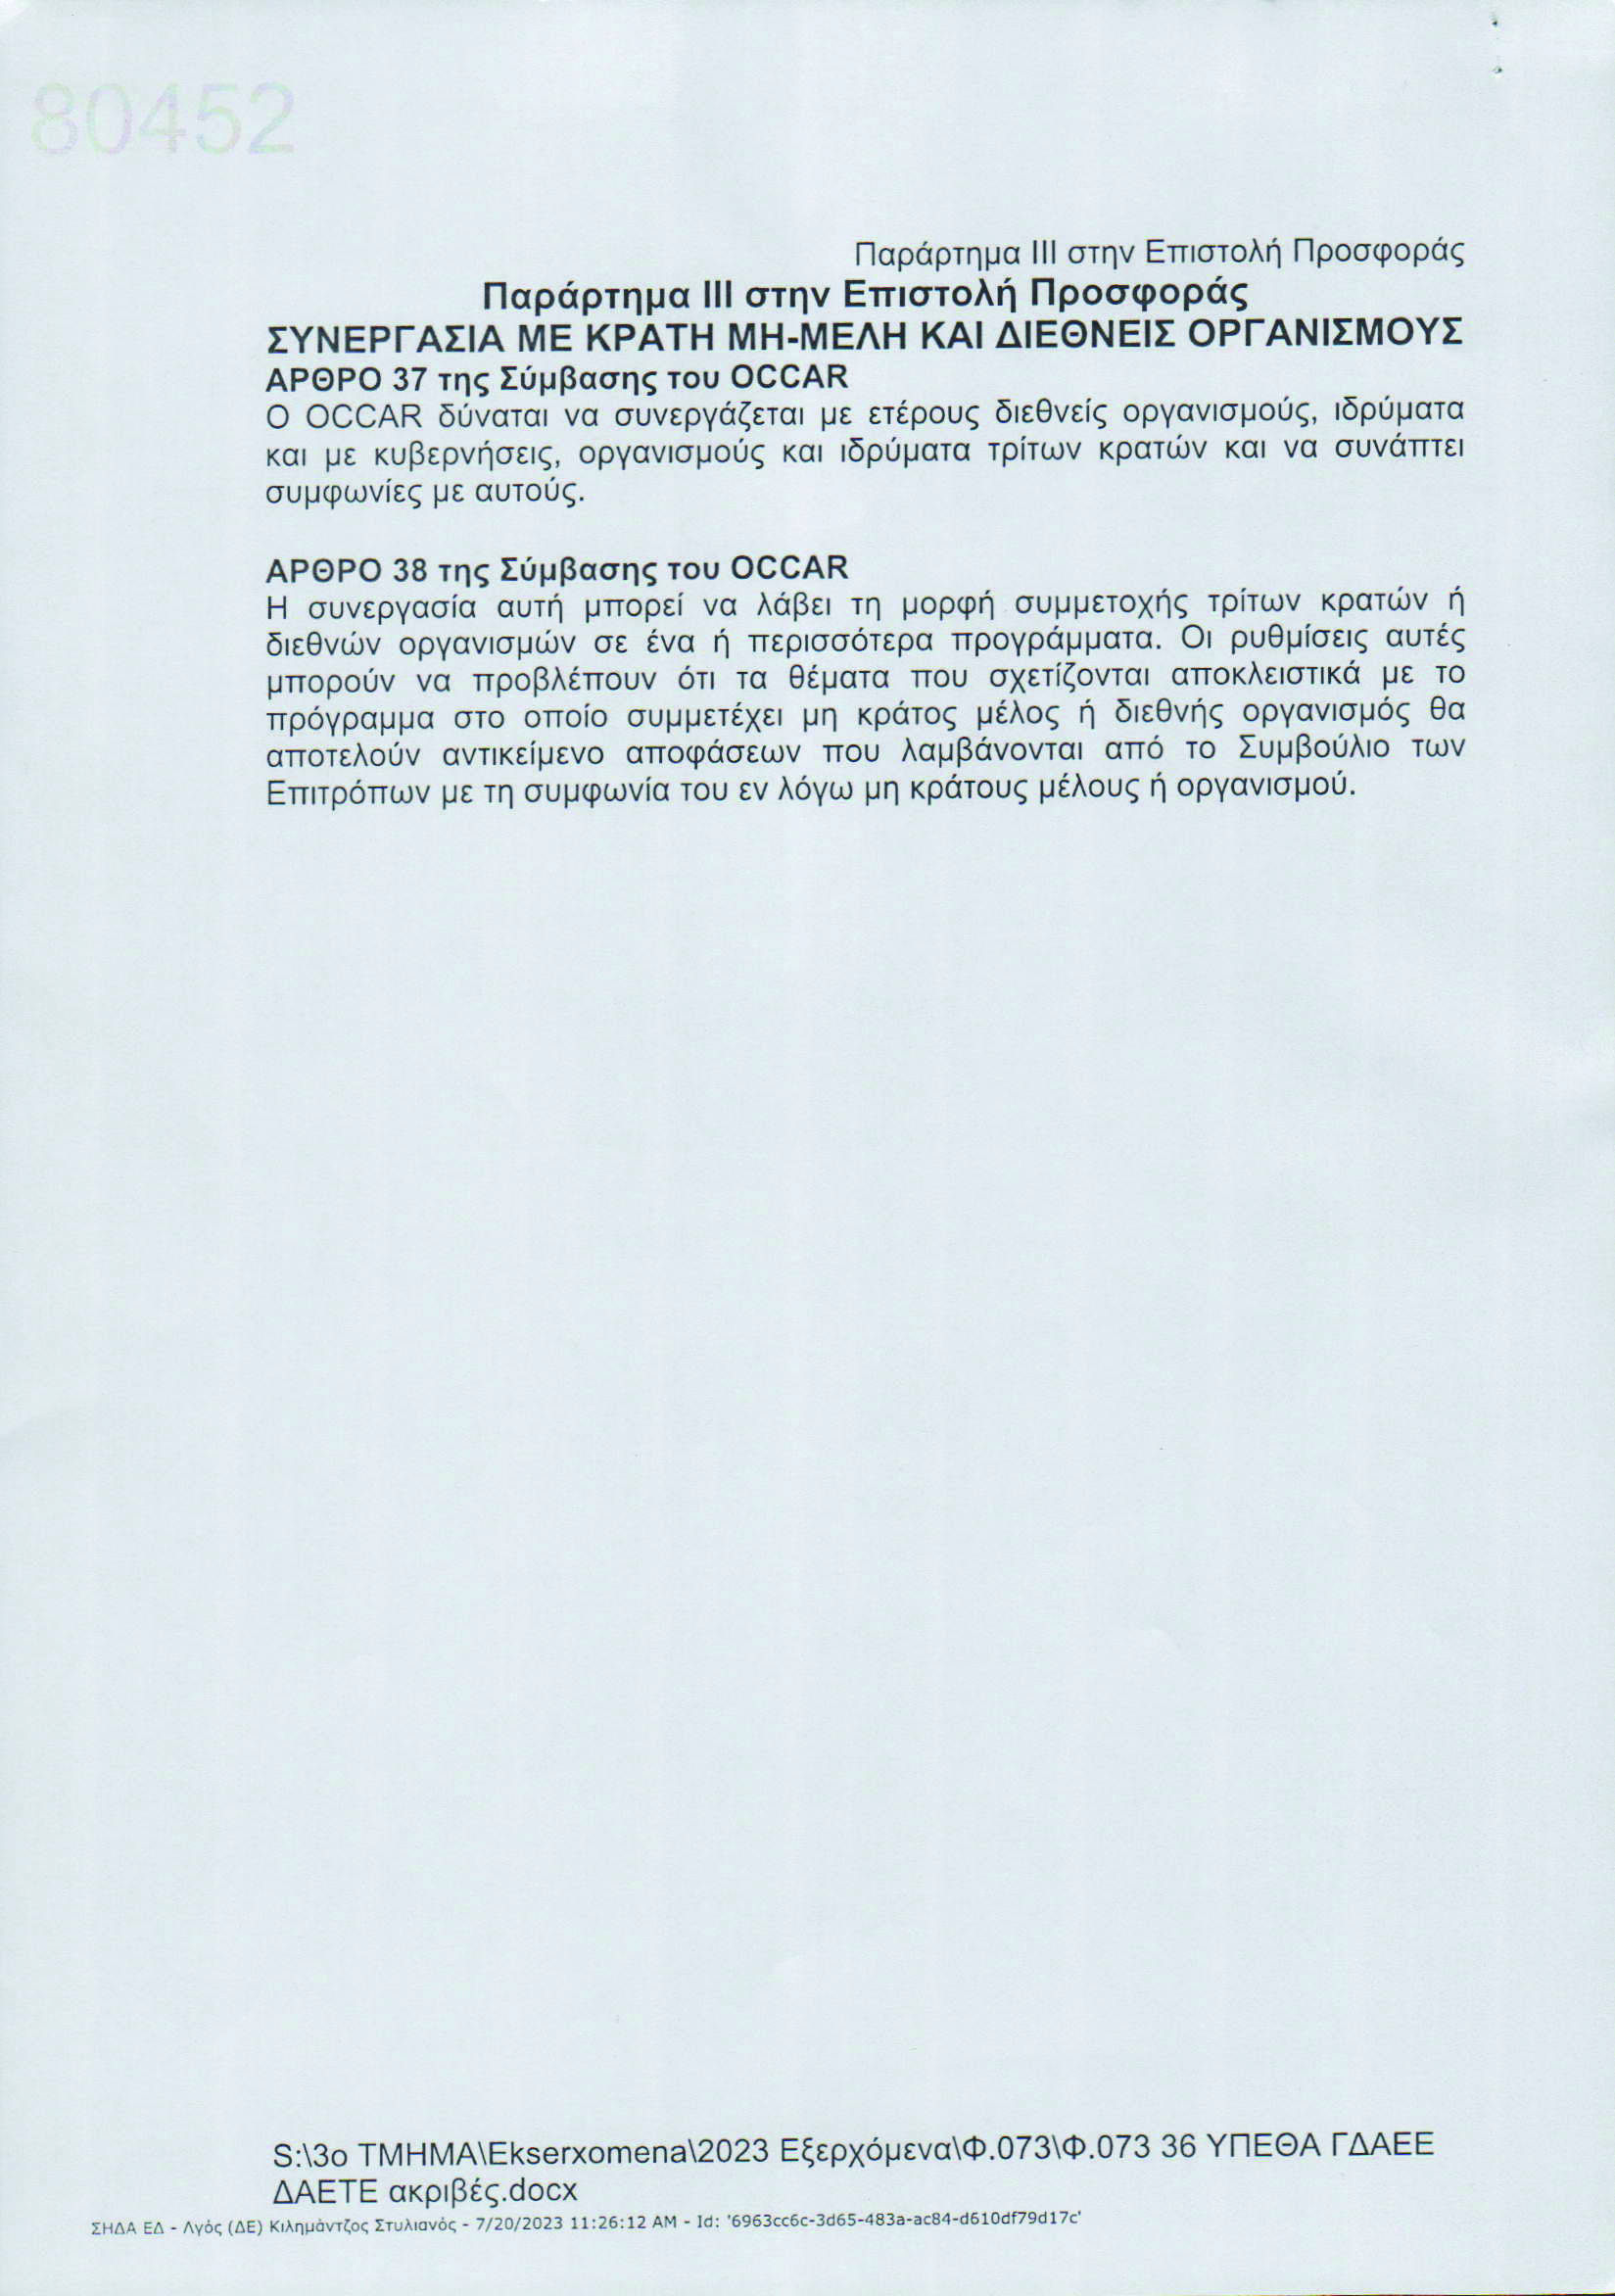 80452
Παράρτημα ΙΙΙ στην Επιστολή Προσφοράς
Παράρτημα ΙΙΙ στην Επιστολή Προσφοράς
ΣΥΝΕΡΓΑΣΙΑ ΜΕ ΚΡΑΤΗ ΜΗ-ΜΕΛΗ ΚΑΙ ΔΙΕΘΝΕΙΣ ΟΡΓΑΝΙΣΜΟΥΣ
ΑΡΘΡΟ 37 της Σύμβασης του OCCAR
Ο OCCAR δύναται να συνεργάζεται με ετέρους διεθνείς οργανισμούς, ιδρύματα
και με κυβερνήσεις, οργανισμούς και ιδρύματα τρίτων κρατών και να συνάπτει
συμφωνίες με αυτούς.
ΑΡΘΡΟ 38 της Σύμβασης του OCCAR
Η συνεργασία αυτή μπορεί να λάβει τη μορφή συμμετοχής τρίτων κρατών ή
διεθνών οργανισμών σε ένα ή περισσότερα προγράμματα. Οι ρυθμίσεις αυτές
μπορούν να προβλέπουν ότι τα θέματα που σχετίζονται αποκλειστικά με το
πρόγραμμα στο οποίο συμμετέχει μη κράτος μέλος ή διεθνής οργανισμός θα
αποτελούν αντικείμενο αποφάσεων που λαμβάνονται από το Συμβούλιο των
Επιτρόπων με τη συμφωνία του εν λόγω μη κράτους μέλους ή οργανισμού.
S:\3ο ΤΜΗΜΑ\Ekserxomena\2023 Εξερχόμενα\Φ.073\Φ.073 36 ΥΠΕΘΑ ΓΔΑΕΕ
ΔΑΕΤΕ ακριβές.docx
ΣΗΔΑ ΕΔ - Λγός (ΔΕ) Κιλημάντζος Στυλιανός - 7/20/2023 11:26:12 AM - Id: '6963cc6c-3d65-483a-ac84-d610df79d17c'